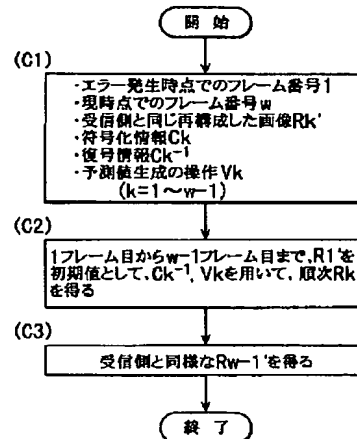 開 始
(C1)
・エラー発生時点でのフレーム番号1
・現時点でのフレーム番号w
・受信側と同じ再構成した画像Rk'
・符号化情報Ck
・復号情報Ck⁻¹
・予測値生成の操作Vk
(k=1〜w-1)
(C2)
1フレーム目からw-1フレーム目まで,R1'を
初期値として,Ck⁻¹,Vkを用いて,順次Rk'
を得る
(C3)
受信側と同様なRw-1'を得る
終 了